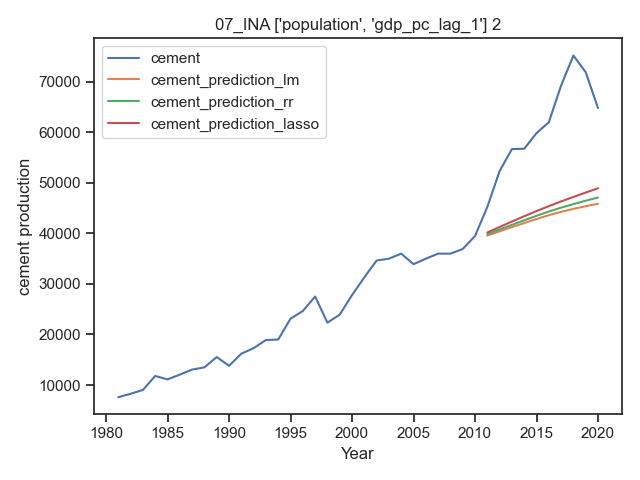 07_INA ['population', 'gdp_pc_lag_1'] 2
cement
cement_prediction_lm
cement_prediction_rr
cement_prediction_lasso
cement production
70000
60000
50000
40000
30000
20000
10000
1980 1985 1990 1995 2000 2005 2010 2015 2020
Year